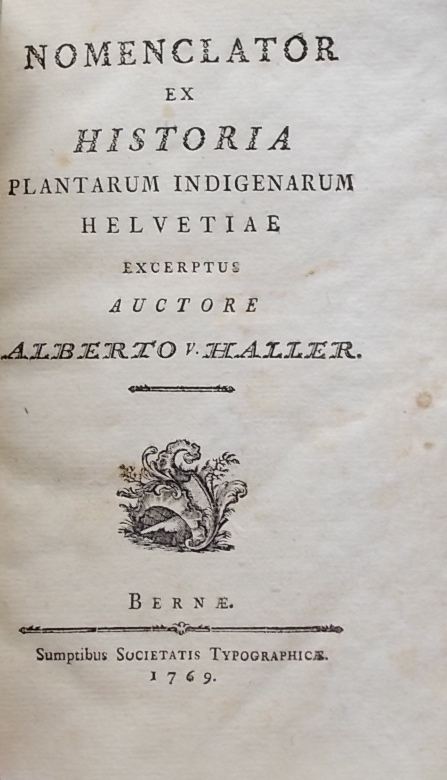 NOMENCLATOR
EX
HISTORIA
PLANTARUM INDIGENARUM
HELVETIAE
EXCERPTUS
AUCTORE
ALBERTO v. HALLER.
BERNÆ.
Sumptibus SOCIETATIS TYPOGRAPHICÆ.
1769.